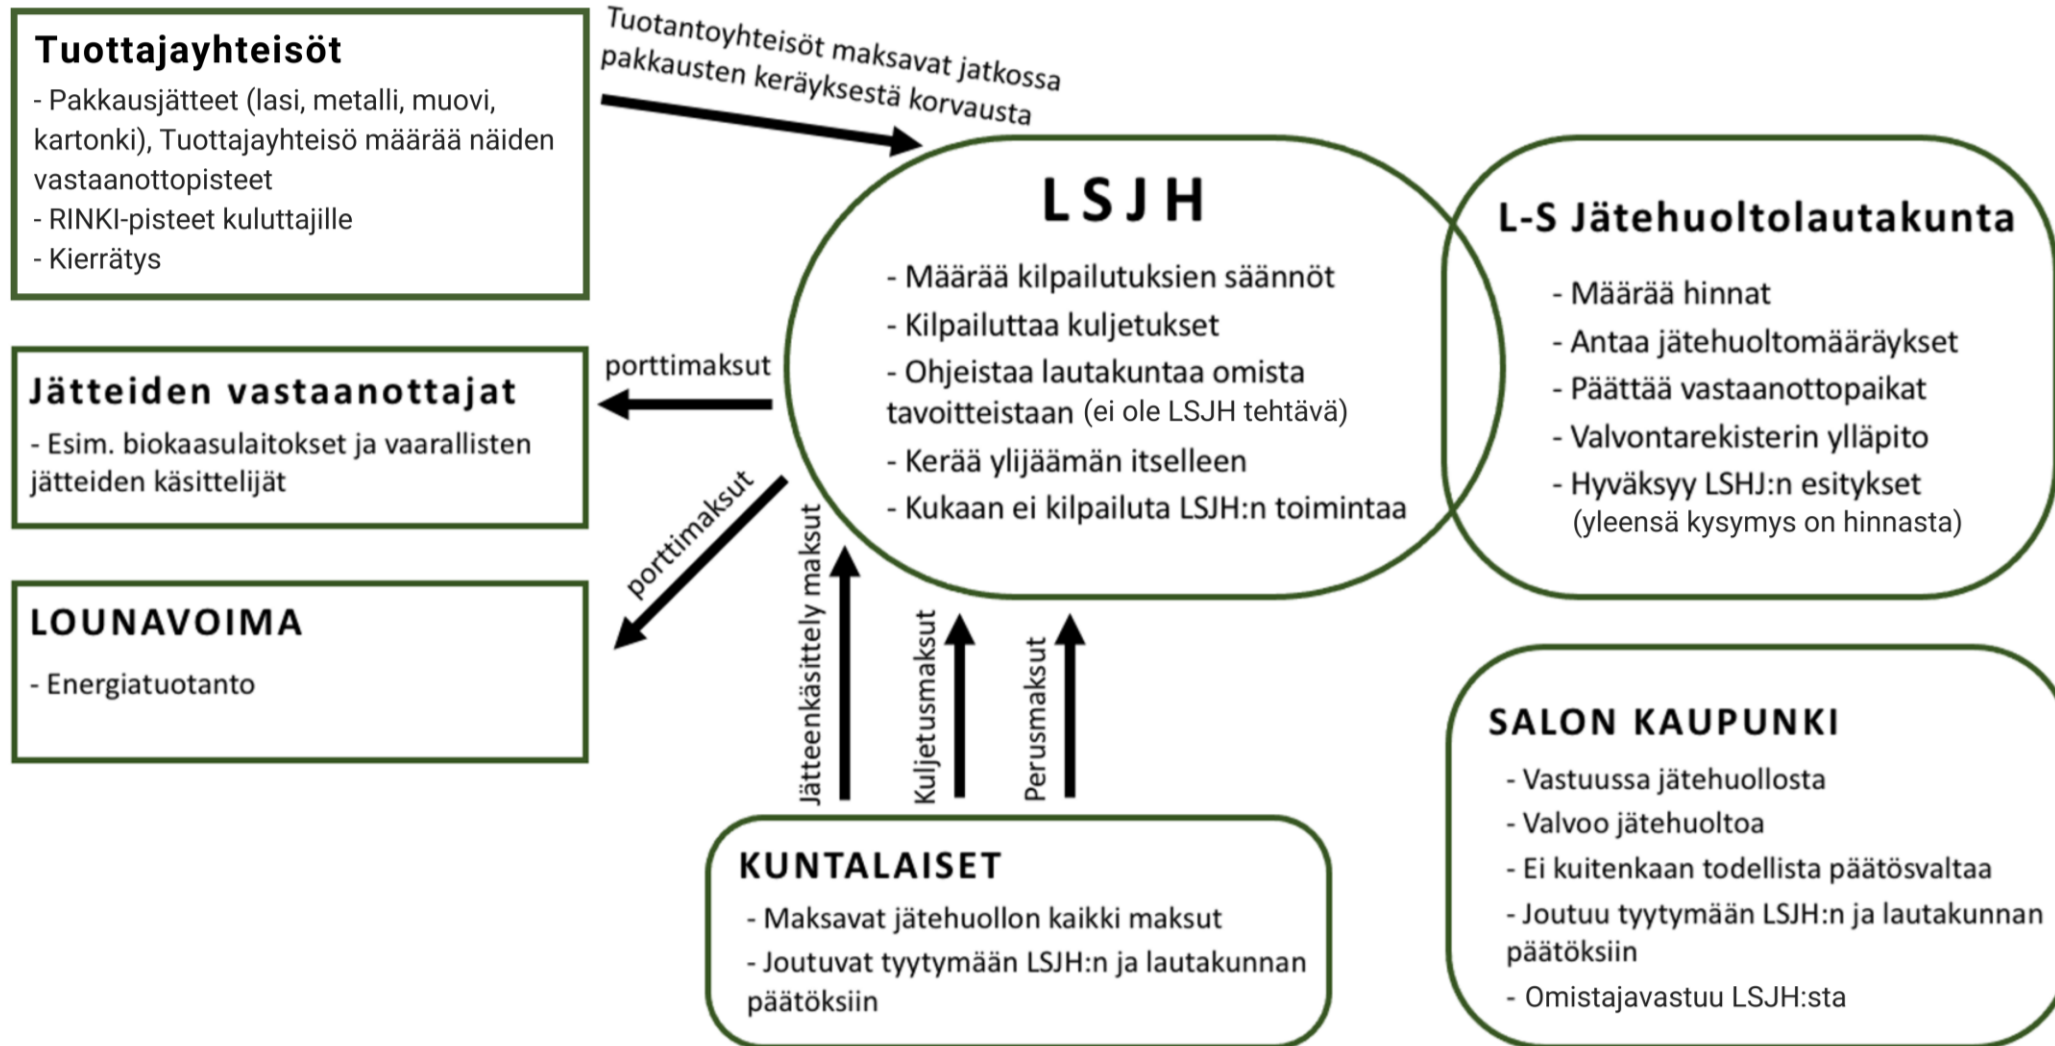 Tuottajayhteisöt
- Pakkausjätteet (lasi, metalli, muovi,
kartonki), Tuottajayhteisö määrää näiden
vastaanottopisteet
- RINKI-pisteet kuluttajille
- Kierrätys
Tuotantoyhteisöt maksavat jatkossa
pakkausten keräyksestä korvausta
LSJH
- Määrää kilpailutuksien säännöt
- Kilpailuttaa kuljetukset
- Ohjeistaa lautakuntaa omista
tavoitteistaan (ei ole LSJH tehtävä)
- Kerää ylijäämän itselleen
- Kukaan ei kilpailuta LSJH:n toimintaa
L-S Jätehuoltolautakunta
- Määrää hinnat
- Antaa jätehuoltomääräykset
- Päättää vastaanottopaikat
- Valvontarekisterin ylläpito
- Hyväksyy LSHJ:n esitykset
(yleensä kysymys on hinnasta)
porttimaksut
Jätteiden vastaanottajat
- Esim. biokaasulaitokset ja vaarallisten
jätteiden käsittelijät
porttimaksut
LOUNAVOIMA
- Energiatuotanto
Jätteenkäsittely maksut
Kuljetusmaksut
Perusmaksut
KUNTALAISET
- Maksavat jätehuollon kaikki maksut
- Joutuvat tyytymään LSJH:n ja lautakunnan
päätöksiin
SALON KAUPUNKI
- Vastuussa jätehuollosta
- Valvoo jätehuoltoa
- Ei kuitenkaan todellista päätösvaltaa
- Joutuu tyytymään LSJH:n ja lautakunnan
päätöksiin
- Omistajavastuu LSJH:sta